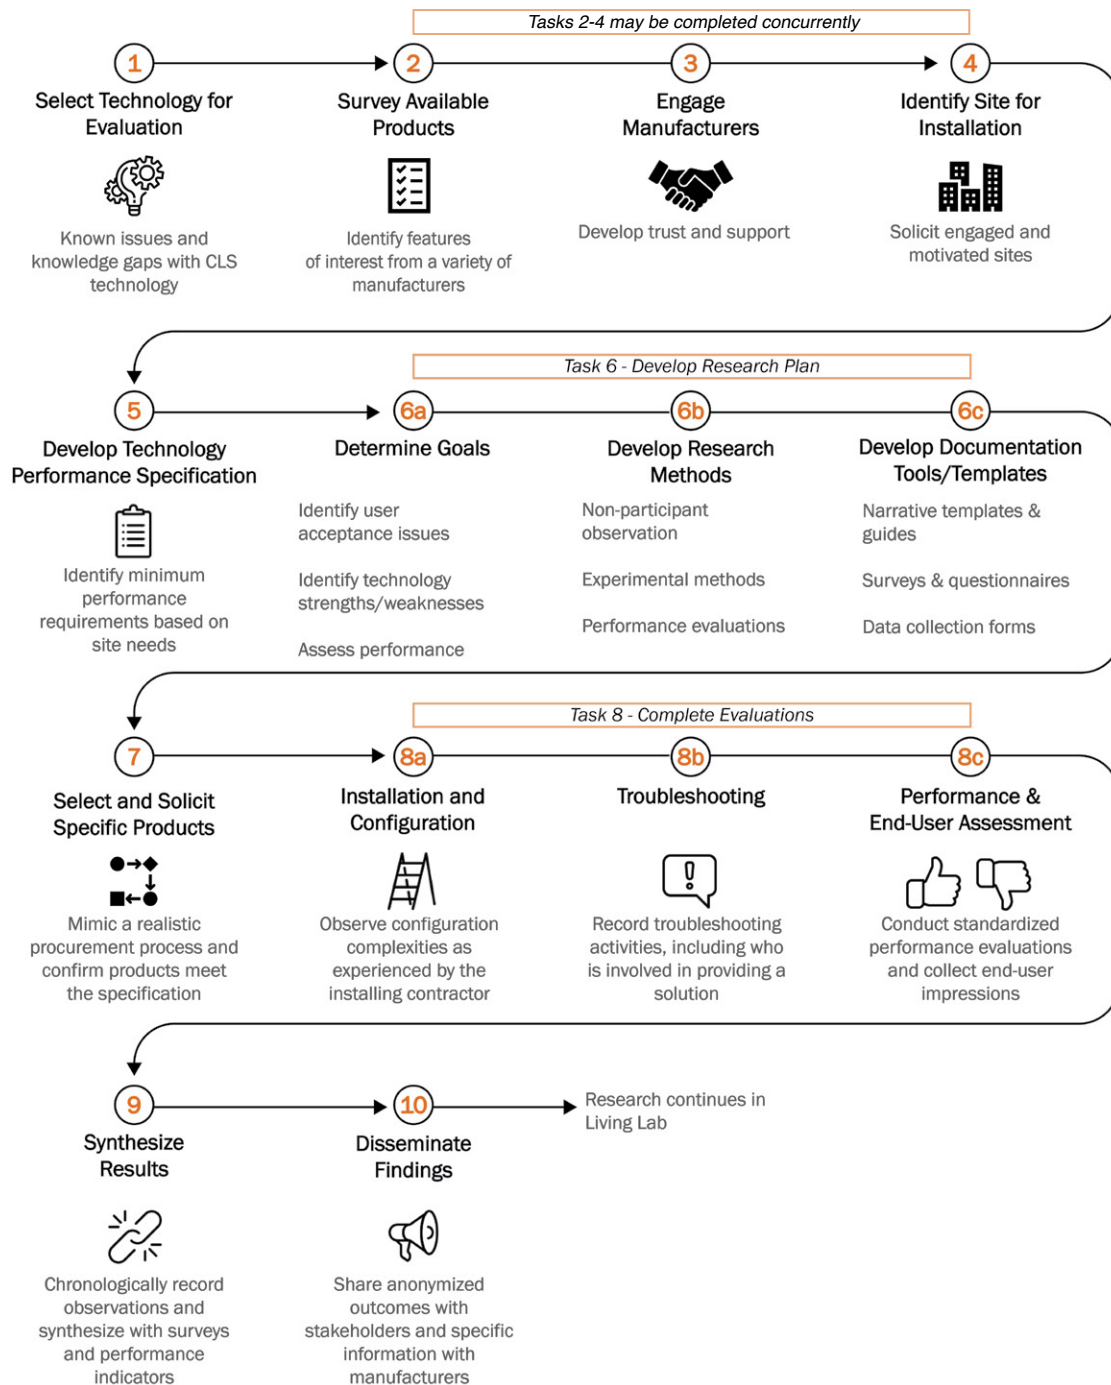 Tasks 2-4 may be completed concurrently
1
2
3
4
Select Technology for
Evaluation
Survey Available
Products
Engage
Manufacturers
Identify Site for
Installation
Known issues and
knowledge gaps with CLS
technology
Identify features
of interest from a variety of
manufacturers
Develop trust and support
Solicit engaged and
motivated sites
Task 6 - Develop Research Plan
5
6a
6b
6c
Develop Technology
Performance Specification
Determine Goals
Develop Research
Methods
Develop Documentation
Tools/Templates
Identify minimum
performance
requirements based on
site needs
Identify user
acceptance issues
Identify technology
strengths/weaknesses
Assess performance
Non-participant
observation
Experimental methods
Performance evaluations
Narrative templates &
guides
Surveys & questionnaires
Data collection forms
Task 8 - Complete Evaluations
7
8a
8b
8c
Select and Solicit
Specific Products
Installation and
Configuration
Troubleshooting
Performance &
End-User Assessment
Mimic a realistic
procurement process and
confirm products meet
the specification
Observe configuration
complexities as
experienced by the
installing contractor
Record troubleshooting
activities, including who
is involved in providing a
solution
Conduct standardized
performance evaluations
and collect end-user
impressions
9
10
Research continues in
Living Lab
Synthesize
Results
Disseminate
Findings
Chronologically record
observations and
synthesize with surveys
and performance
indicators
Share anonymized
outcomes with
stakeholders and specific
information with
manufacturers